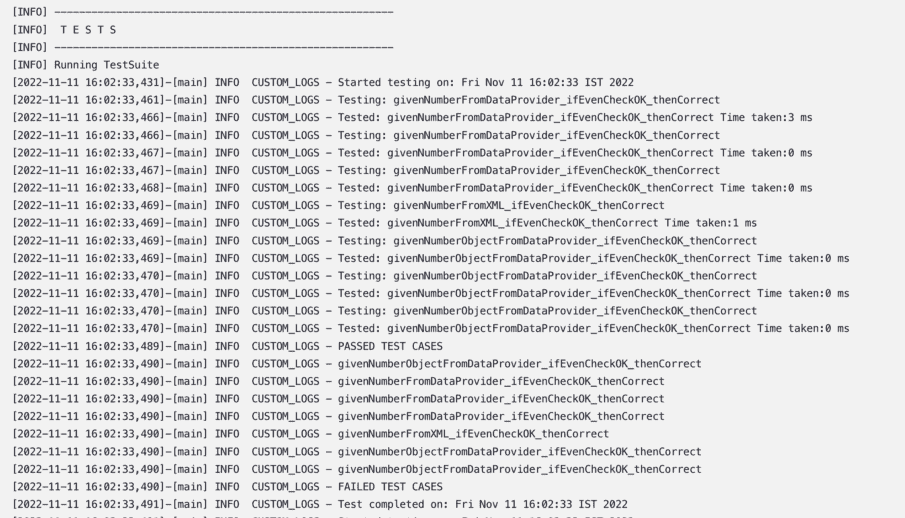 [INFO] -------------------------------------------------------
[INFO]  T E S T S
[INFO] -------------------------------------------------------
[INFO] Running TestSuite
[2022-11-11 16:02:33,431]-[main] INFO  CUSTOM_LOGS - Started testing on: Fri Nov 11 16:02:33 IST 2022
[2022-11-11 16:02:33,461]-[main] INFO  CUSTOM_LOGS - Testing: givenNumberFromDataProvider_ifEvenCheckOK_thenCorrect
[2022-11-11 16:02:33,466]-[main] INFO  CUSTOM_LOGS - Tested: givenNumberFromDataProvider_ifEvenCheckOK_thenCorrect Time taken:3 ms
[2022-11-11 16:02:33,466]-[main] INFO  CUSTOM_LOGS - Testing: givenNumberFromDataProvider_ifEvenCheckOK_thenCorrect
[2022-11-11 16:02:33,467]-[main] INFO  CUSTOM_LOGS - Tested: givenNumberFromDataProvider_ifEvenCheckOK_thenCorrect Time taken:0 ms
[2022-11-11 16:02:33,467]-[main] INFO  CUSTOM_LOGS - Testing: givenNumberFromDataProvider_ifEvenCheckOK_thenCorrect
[2022-11-11 16:02:33,468]-[main] INFO  CUSTOM_LOGS - Tested: givenNumberFromDataProvider_ifEvenCheckOK_thenCorrect Time taken:0 ms
[2022-11-11 16:02:33,469]-[main] INFO  CUSTOM_LOGS - Testing: givenNumberFromXML_ifEvenCheckOK_thenCorrect
[2022-11-11 16:02:33,469]-[main] INFO  CUSTOM_LOGS - Tested: givenNumberFromXML_ifEvenCheckOK_thenCorrect Time taken:1 ms
[2022-11-11 16:02:33,469]-[main] INFO  CUSTOM_LOGS - Testing: givenNumberObjectFromDataProvider_ifEvenCheckOK_thenCorrect
[2022-11-11 16:02:33,469]-[main] INFO  CUSTOM_LOGS - Tested: givenNumberObjectFromDataProvider_ifEvenCheckOK_thenCorrect Time taken:0 ms
[2022-11-11 16:02:33,470]-[main] INFO  CUSTOM_LOGS - Testing: givenNumberObjectFromDataProvider_ifEvenCheckOK_thenCorrect
[2022-11-11 16:02:33,470]-[main] INFO  CUSTOM_LOGS - Tested: givenNumberObjectFromDataProvider_ifEvenCheckOK_thenCorrect Time taken:0 ms
[2022-11-11 16:02:33,470]-[main] INFO  CUSTOM_LOGS - Testing: givenNumberObjectFromDataProvider_ifEvenCheckOK_thenCorrect
[2022-11-11 16:02:33,470]-[main] INFO  CUSTOM_LOGS - Tested: givenNumberObjectFromDataProvider_ifEvenCheckOK_thenCorrect Time taken:0 ms
[2022-11-11 16:02:33,489]-[main] INFO  CUSTOM_LOGS - PASSED TEST CASES
[2022-11-11 16:02:33,490]-[main] INFO  CUSTOM_LOGS - givenNumberObjectFromDataProvider_ifEvenCheckOK_thenCorrect
[2022-11-11 16:02:33,490]-[main] INFO  CUSTOM_LOGS - givenNumberFromDataProvider_ifEvenCheckOK_thenCorrect
[2022-11-11 16:02:33,490]-[main] INFO  CUSTOM_LOGS - givenNumberFromDataProvider_ifEvenCheckOK_thenCorrect
[2022-11-11 16:02:33,490]-[main] INFO  CUSTOM_LOGS - givenNumberFromDataProvider_ifEvenCheckOK_thenCorrect
[2022-11-11 16:02:33,490]-[main] INFO  CUSTOM_LOGS - givenNumberFromXML_ifEvenCheckOK_thenCorrect
[2022-11-11 16:02:33,490]-[main] INFO  CUSTOM_LOGS - givenNumberObjectFromDataProvider_ifEvenCheckOK_thenCorrect
[2022-11-11 16:02:33,490]-[main] INFO  CUSTOM_LOGS - givenNumberObjectFromDataProvider_ifEvenCheckOK_thenCorrect
[2022-11-11 16:02:33,490]-[main] INFO  CUSTOM_LOGS - FAILED TEST CASES
[2022-11-11 16:02:33,491]-[main] INFO  CUSTOM_LOGS - Test completed on: Fri Nov 11 16:02:33 IST 2022